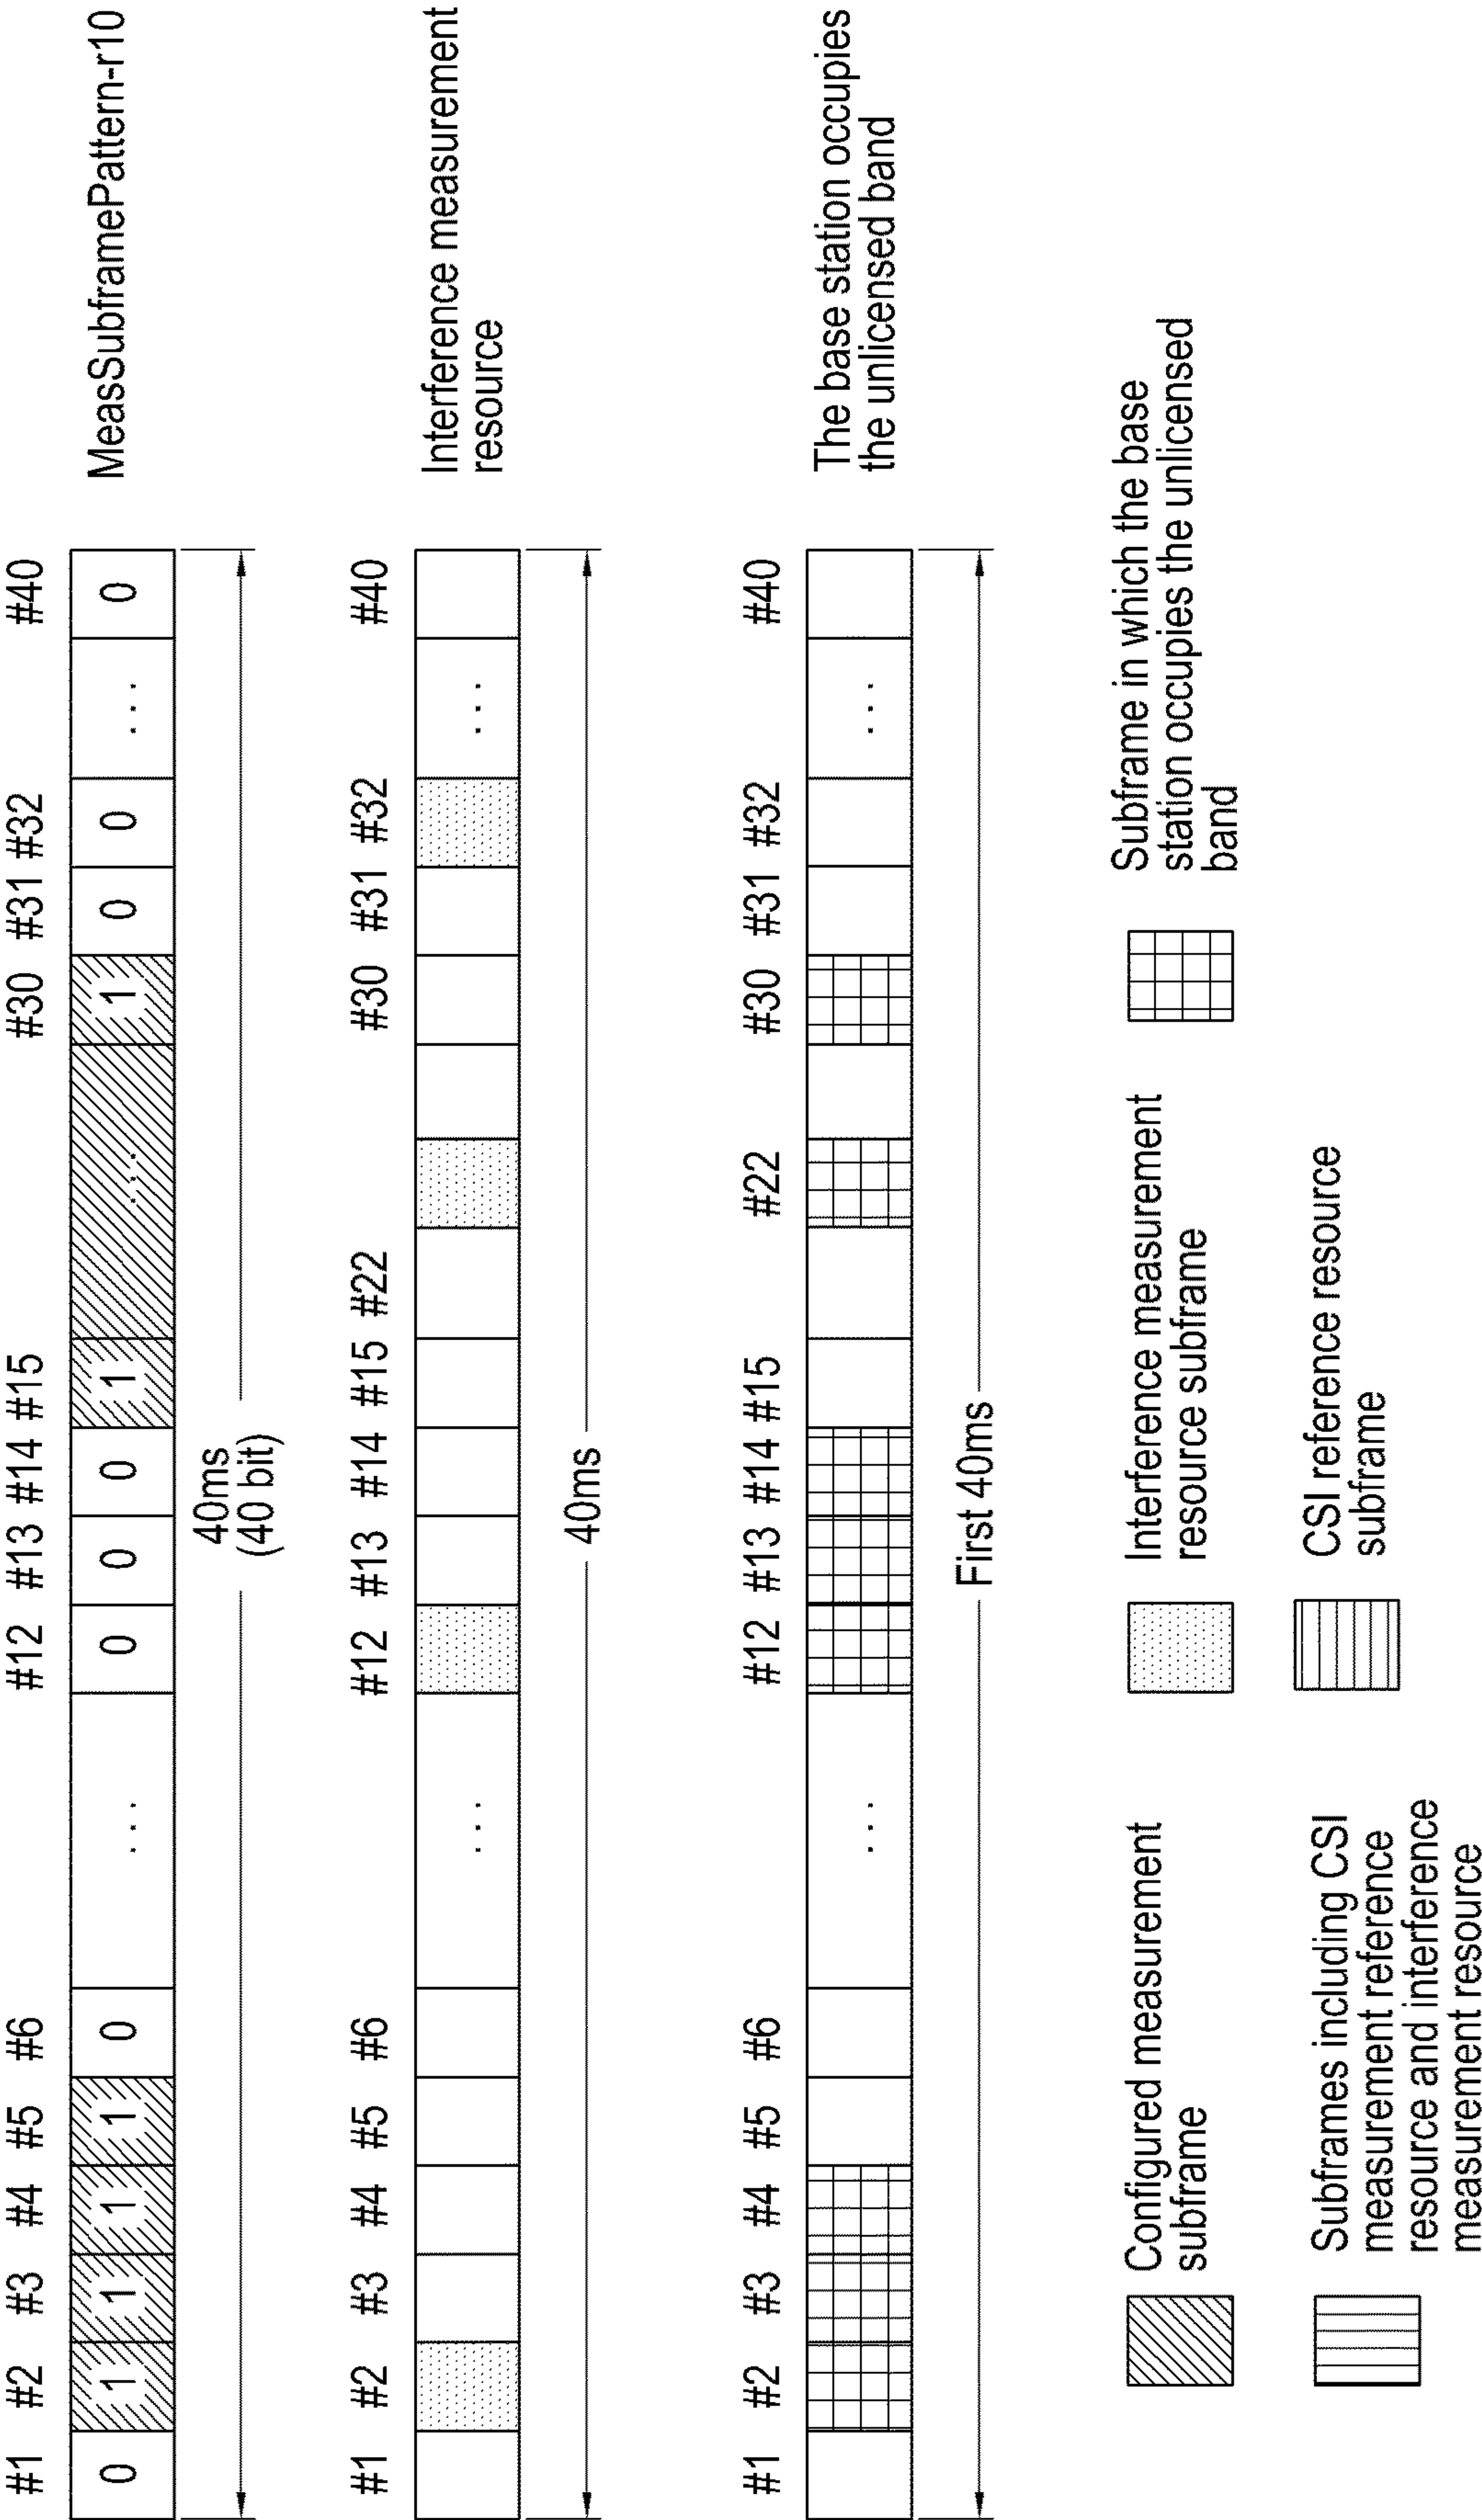 #1 #2 #3 #4 #5 #6 #12 #13 #14 #15 #30 #31 #32 #40
0 1 1 1 1 0 ... 0 0 0 1 ... 1 0 0 ... 0
MeasSubframePattern-r10
40ms
(40 bit)
#1 #2 #3 #4 #5 #6 #12 #13 #14 #15 #22 #30 #31 #32 #40
... ...
Interference measurement
resource
40ms
#1 #2 #3 #4 #5 #6 #12 #13 #14 #15 #22 #30 #31 #32 #40
... ...
The base station occupies
the unlicensed band
First 40ms
Configured measurement
subframe
Interference measurement
resource subframe
Subframe in which the base
station occupies the unlicensed
band
Subframes including CSI
measurement reference
resource and interference
measurement resource
CSI reference resource
subframe